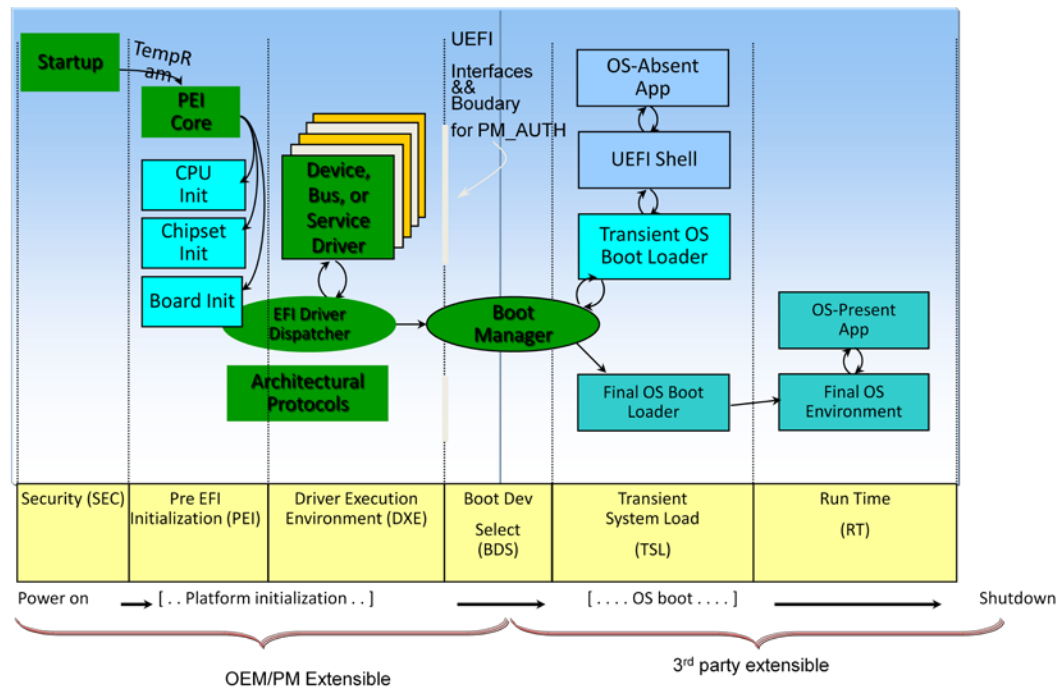 Startup
TempR
am
PEI
Core
CPU
Init
Chipset
Init
Board Init
Device,
Bus, or
Service
Driver
EFI Driver
Dispatcher
Architectural
Protocols
UEFI
Interfaces
&&
Boudary
for PM_AUTH
Boot
Manager
OS-Absent
App
UEFI Shell
Transient OS
Boot Loader
Final OS Boot
Loader
OS-Present
App
Final OS
Environment
Security (SEC)
Pre EFI
Initialization (PEI)
Driver Execution
Environment (DXE)
Boot Dev
Select
(BDS)
Transient
System Load
(TSL)
Run Time
(RT)
Power on
[ . . Platform initialization . . ]
[ . . . . OS boot . . . . ]
Shutdown
OEM/PM Extensible
3rd party extensible